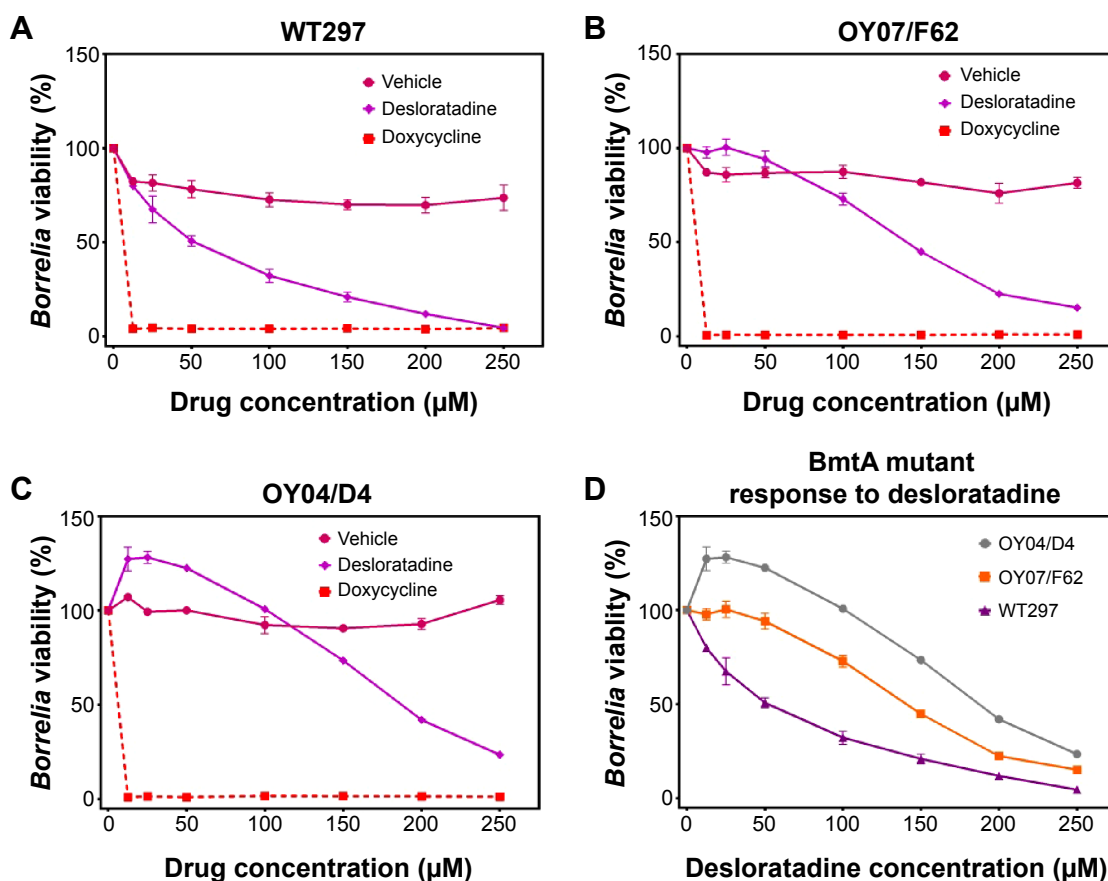 A
WT297
Borrelia viability (%)
150
100
50
0
Vehicle
Desloratadine
Doxycycline
0 50 100 150 200 250
Drug concentration (µM)
B
OY07/F62
Borrelia viability (%)
150
100
50
0
Vehicle
Desloratadine
Doxycycline
0 50 100 150 200 250
Drug concentration (µM)
C
OY04/D4
Borrelia viability (%)
150
100
50
0
Vehicle
Desloratadine
Doxycycline
0 50 100 150 200 250
Drug concentration (µM)
D
BmtA mutant
response to desloratadine
Borrelia viablity (%)
150
100
50
0
OY04/D4
OY07/F62
WT297
0 50 100 150 200 250
Desloratadine concentration (µM)